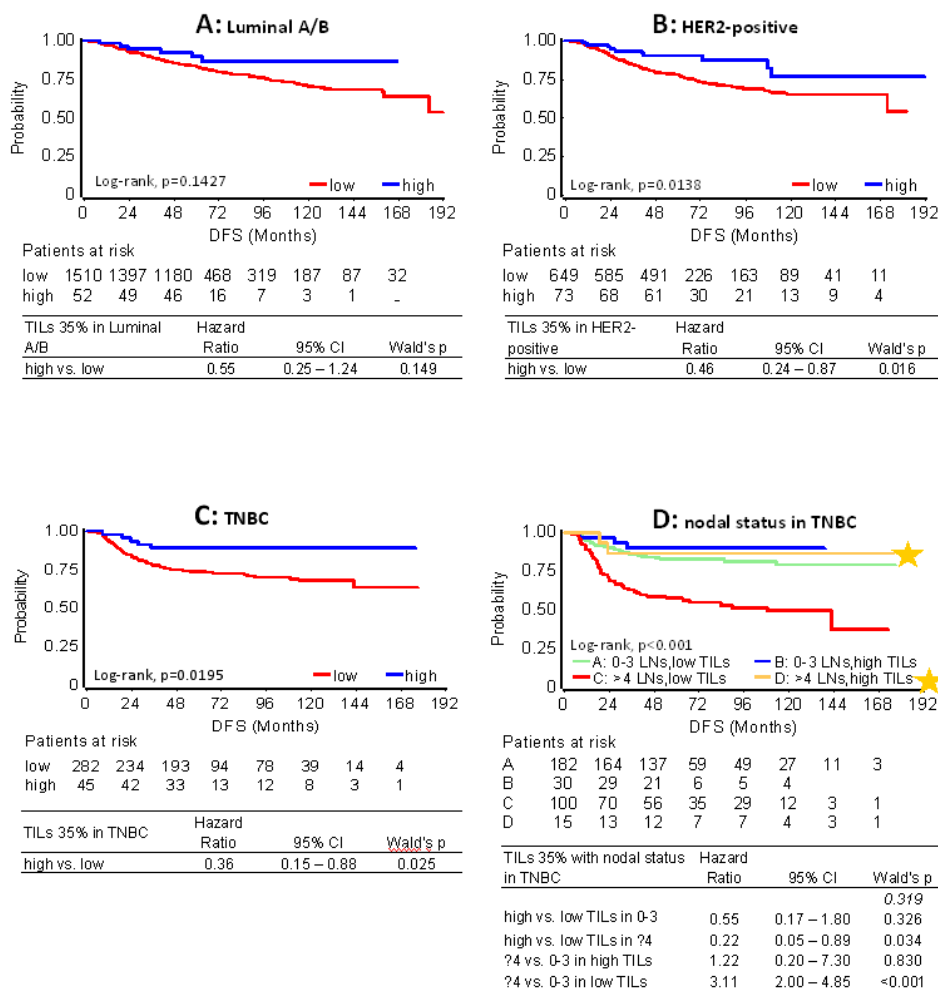 A: Luminal A/B
1.00
0.75
0.50
0.25
0
Probability
Log-rank, p=0.1427
low high
0 24 48 72 96 120 144 168 192
DFS (Months)
Patients at risk
low 1510 1397 1180 468 319 187 87 32
high 52 49 46 16 7 3 1 -
TILs 35% in Luminal A/B Hazard Ratio 95% CI Wald's p
high vs. low 0.55 0.25 – 1.24 0.149
B: HER2-positive
1.00
0.75
0.50
0.25
0
Probability
Log-rank, p=0.0138
low high
0 24 48 72 96 120 144 168 192
DFS (Months)
Patients at risk
low 649 585 491 226 163 89 41 11
high 73 68 61 30 21 13 9 4
TILs 35% in HER2-positive Hazard Ratio 95% CI Wald's p
high vs. low 0.46 0.24 – 0.87 0.016
C: TNBC
1.00
0.75
0.50
0.25
0
Probability
Log-rank, p=0.0195
low high
0 24 48 72 96 120 144 168 192
DFS (Months)
Patients at risk
low 282 234 193 94 78 39 14 4
high 45 42 33 13 12 8 3 1
TILs 35% in TNBC Hazard Ratio 95% CI Wald's p
high vs. low 0.36 0.15 – 0.88 0.025
D: nodal status in TNBC
1.00
0.75
0.50
0.25
0
Probability
Log-rank, p<0.001
A: 0-3 LNs,low TILs B: 0-3 LNs,high TILs
C: >4 LNs,low TILs D: >4 LNs,high TILs
0 24 48 72 96 120 144 168 192
DFS (Months)
Patients at risk
A 182 164 137 59 49 27 11 3
B 30 29 21 6 5 4
C 100 70 56 35 29 12 3 1
D 15 13 12 7 7 4 3 1
TILs 35% with nodal status in TNBC Hazard Ratio 95% CI Wald's p
0.319
high vs. low TILs in 0-3 0.55 0.17 – 1.80 0.326
high vs. low TILs in ?4 0.22 0.05 – 0.89 0.034
?4 vs. 0-3 in high TILs 1.22 0.20 – 7.30 0.830
?4 vs. 0-3 in low TILs 3.11 2.00 – 4.85 <0.001